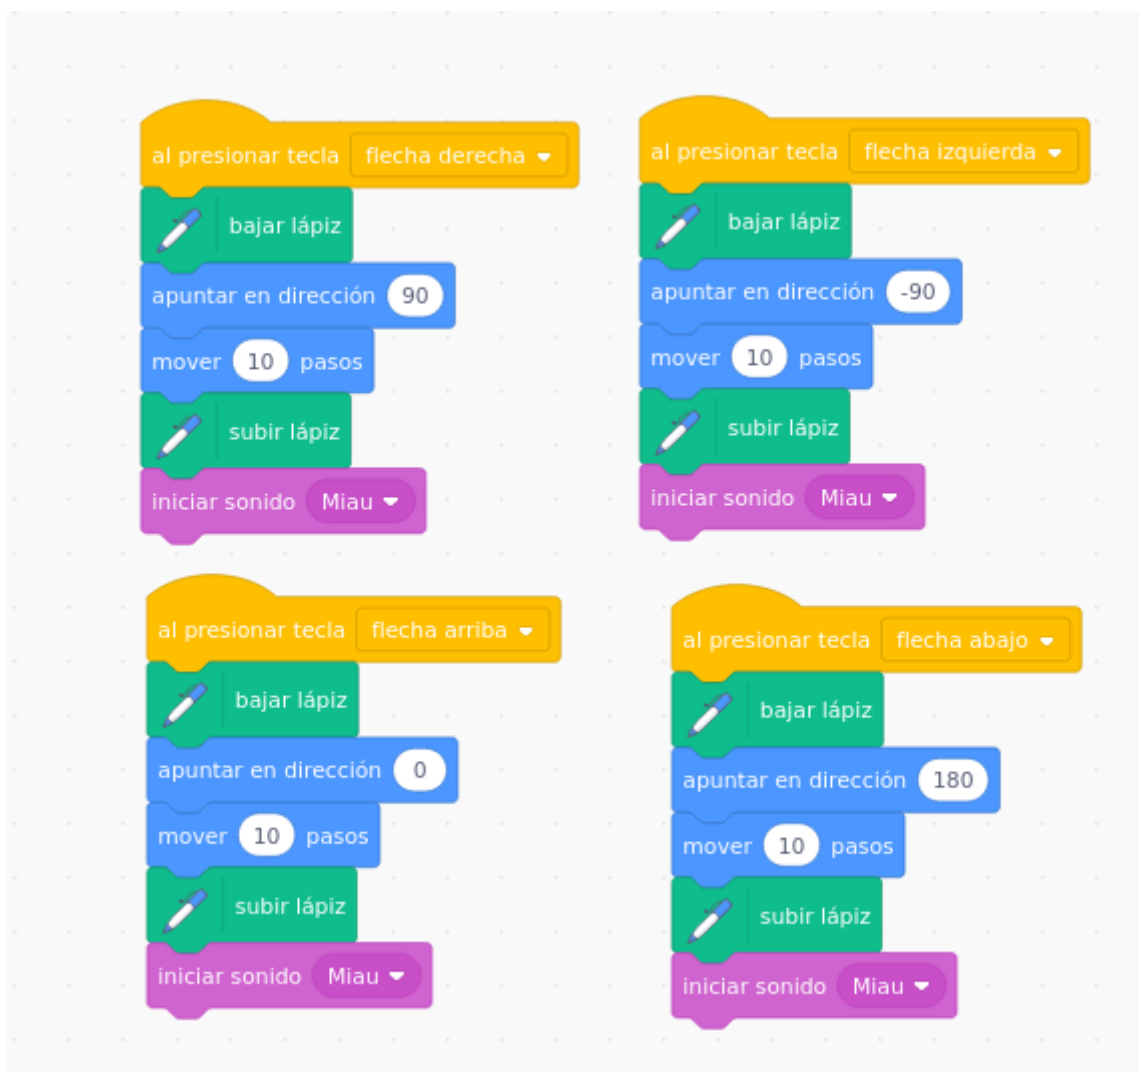 al presionar tecla flecha derecha
bajar lápiz
apuntar en dirección 90
mover 10 pasos
subir lápiz
iniciar sonido Miau
al presionar tecla flecha izquierda
bajar lápiz
apuntar en dirección -90
mover 10 pasos
subir lápiz
iniciar sonido Miau
al presionar tecla flecha arriba
bajar lápiz
apuntar en dirección 0
mover 10 pasos
subir lápiz
iniciar sonido Miau
al presionar tecla flecha abajo
bajar lápiz
apuntar en dirección 180
mover 10 pasos
subir lápiz
iniciar sonido Miau